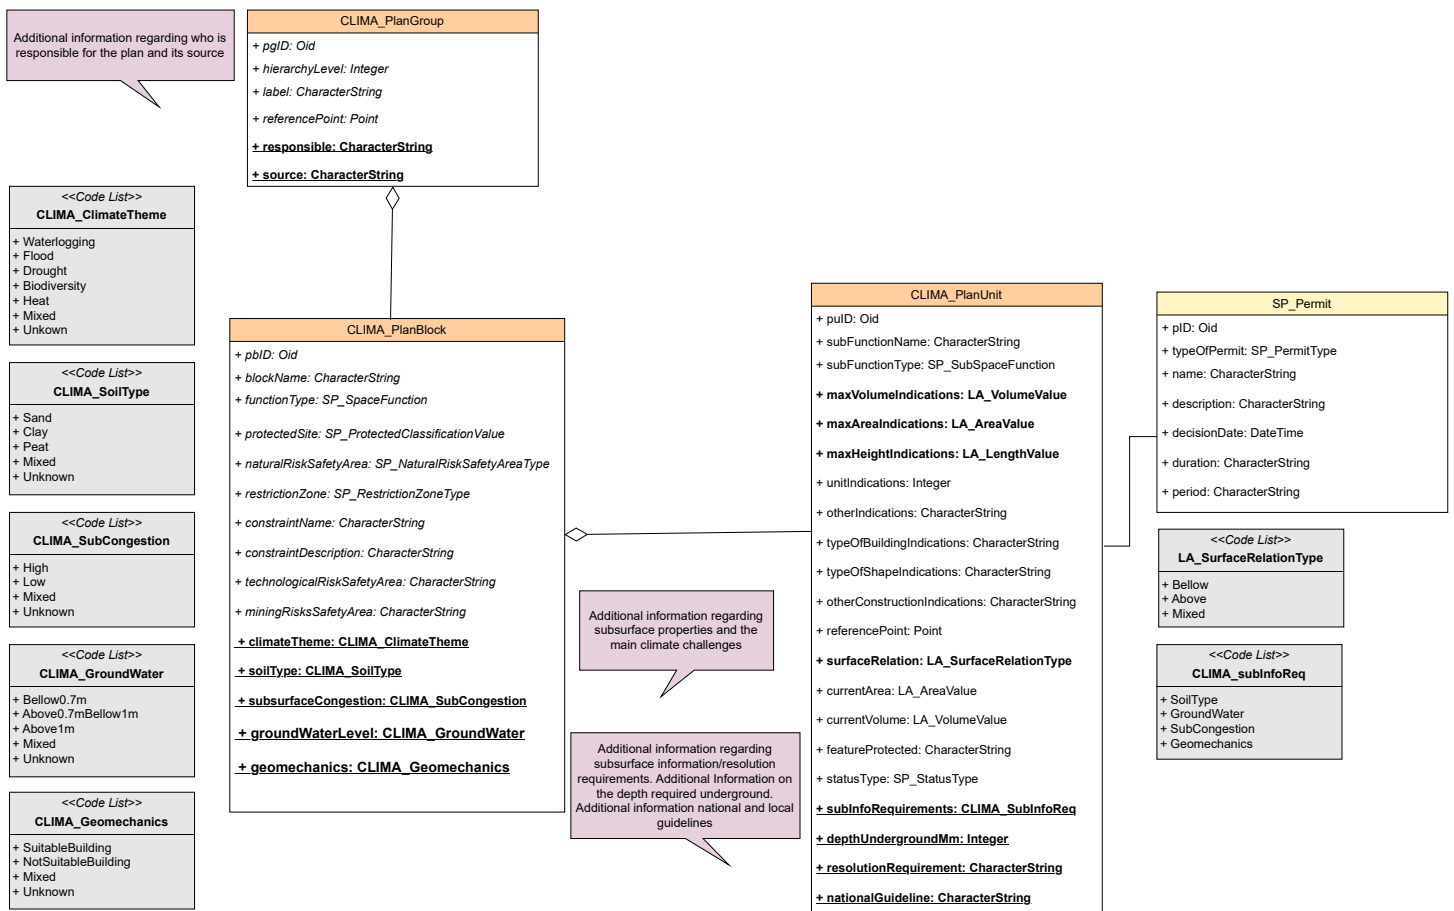 Additional information regarding who is
responsible for the plan and its source
CLIMA_PlanGroup
+ pgID: Oid
+ hierarchyLevel: Integer
+ label: CharacterString
+ referencePoint: Point
+ responsible: CharacterString
+ source: CharacterString
<<Code List>>
CLIMA_ClimateTheme
+ Waterlogging
+ Flood
+ Drought
+ Biodiversity
+ Heat
+ Mixed
+ Unkown
<<Code List>>
CLIMA_SoilType
+ Sand
+ Clay
+ Peat
+ Mixed
+ Unknown
<<Code List>>
CLIMA_SubCongestion
+ High
+ Low
+ Mixed
+ Unknown
<<Code List>>
CLIMA_GroundWater
+ Bellow0.7m
+ Above0.7mBellow1m
+ Above1m
+ Mixed
+ Unknown
<<Code List>>
CLIMA_Geomechanics
+ SuitableBuilding
+ NotSuitableBuilding
+ Mixed
+ Unknown
CLIMA_PlanBlock
+ pbID: Oid
+ blockName: CharacterString
+ functionType: SP_SpaceFunction
+ protectedSite: SP_ProtectedClassificationValue
+ naturalRiskSafetyArea: SP_NaturalRiskSafetyAreaType
+ restrictionZone: SP_RestrictionZoneType
+ constraintName: CharacterString
+ constraintDescription: CharacterString
+ technologicalRiskSafetyArea: CharacterString
+ miningRisksSafetyArea: CharacterString
+ climateTheme: CLIMA_ClimateTheme
+ soilType: CLIMA_SoilType
+ subsurfaceCongestion: CLIMA_SubCongestion
+ groundWaterLevel: CLIMA_GroundWater
+ geomechanics: CLIMA_Geomechanics
Additional information regarding
subsurface properties and the
main climate challenges
Additional information regarding
subsurface information/resolution
requirements. Additional Information on
the depth required underground.
Additional information national and local
guidelines
CLIMA_PlanUnit
+ puID: Oid
+ subFunctionName: CharacterString
+ subFunctionType: SP_SubSpaceFunction
+ maxVolumeIndications: LA_VolumeValue
+ maxAreaIndications: LA_AreaValue
+ maxHeightIndications: LA_LengthValue
+ unitIndications: Integer
+ otherIndications: CharacterString
+ typeOfBuildingIndications: CharacterString
+ typeOfShapeIndications: CharacterString
+ otherConstructionIndications: CharacterString
+ referencePoint: Point
+ surfaceRelation: LA_SurfaceRelationType
+ currentArea: LA_AreaValue
+ currentVolume: LA_VolumeValue
+ featureProtected: CharacterString
+ statusType: SP_StatusType
+ subInfoRequirements: CLIMA_SubInfoReq
+ depthUndergroundMm: Integer
+ resolutionRequirement: CharacterString
+ nationalGuideline: CharacterString
SP_Permit
+ pID: Oid
+ typeOfPermit: SP_PermitType
+ name: CharacterString
+ description: CharacterString
+ decisionDate: DateTime
+ duration: CharacterString
+ period: CharacterString
<<Code List>>
LA_SurfaceRelationType
+ Bellow
+ Above
+ Mixed
<<Code List>>
CLIMA_subInfoReq
+ SoilType
+ GroundWater
+ SubCongestion
+ Geomechanics